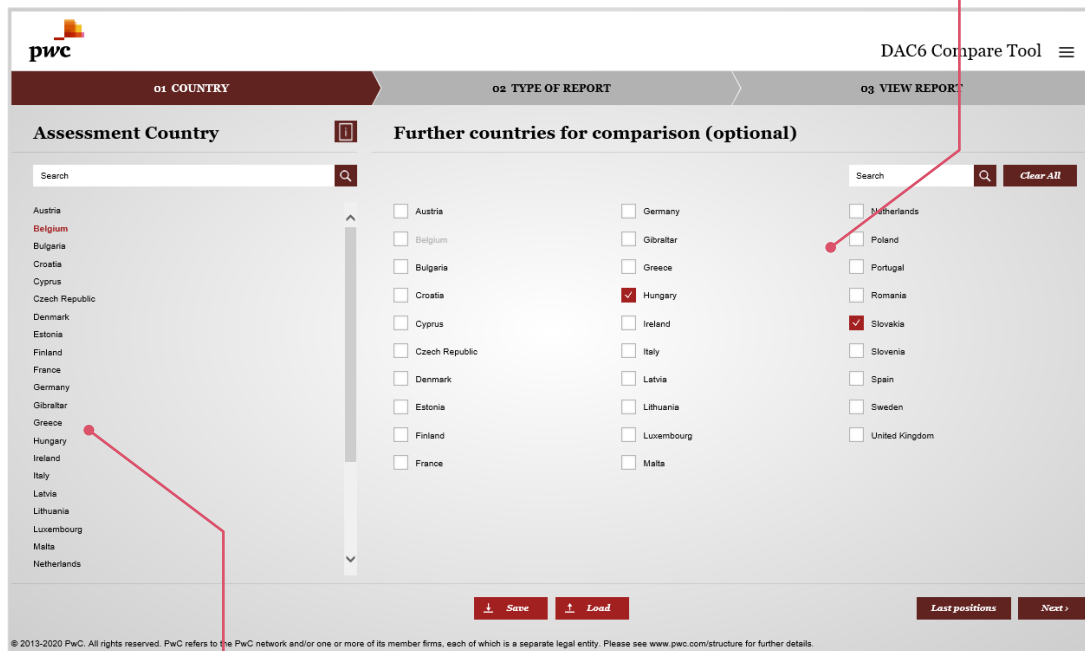 pwc
DAC6 Compare Tool
01 COUNTRY
02 TYPE OF REPORT
03 VIEW REPORT
Assessment Country
Further countries for comparison (optional)
Search
Search
Clear All
Austria
Belgium
Bulgaria
Croatia
Cyprus
Czech Republic
Denmark
Estonia
Finland
France
Germany
Gibraltar
Greece
Hungary
Ireland
Italy
Latvia
Lithuania
Luxembourg
Malta
Netherlands
Austria
Belgium
Bulgaria
Croatia
Cyprus
Czech Republic
Denmark
Estonia
Finland
France
Germany
Gibraltar
Greece
Hungary
Ireland
Italy
Latvia
Lithuania
Luxembourg
Malta
Netherlands
Poland
Portugal
Romania
Slovakia
Slovenia
Spain
Sweden
United Kingdom
Save
Load
Last positions
Next ›
© 2013-2020 PwC. All rights reserved. PwC refers to the PwC network and/or one or more of its member firms, each of which is a separate legal entity. Please see www.pwc.com/structure for further details.